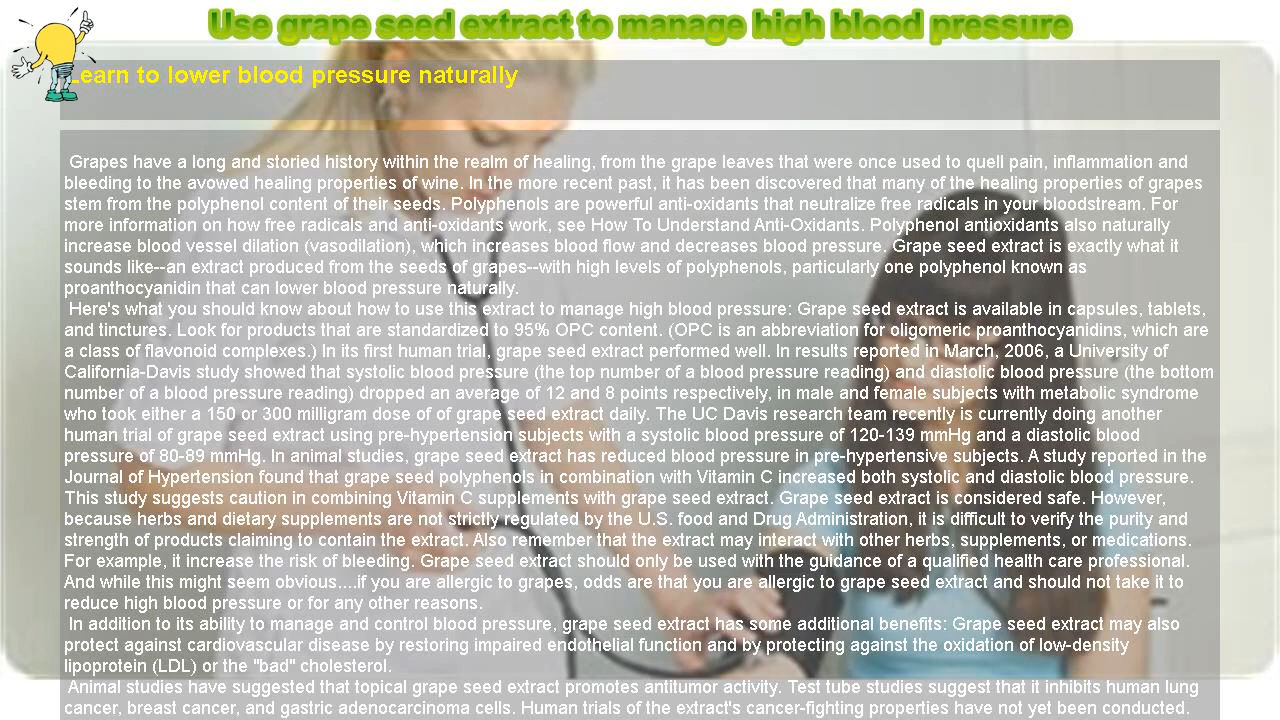 Use grape seed extract to manage high blood pressure
Learn to lower blood pressure naturally
Grapes have a long and storied history within the realm of healing, from the grape leaves that were once used to quell pain, inflammation and
bleeding to the avowed healing properties of wine. In the more recent past, it has been discovered that many of the healing properties of grapes
stem from the polyphenol content of their seeds. Polyphenols are powerful anti-oxidants that neutralize free radicals in your bloodstream. For
more information on how free radicals and anti-oxidants work, see How To Understand Anti-Oxidants. Polyphenol antioxidants also naturally
increase blood vessel dilation (vasodilation), which increases blood flow and decreases blood pressure. Grape seed extract is exactly what it
sounds like--an extract produced from the seeds of grapes--with high levels of polyphenols, particularly one polyphenol known as
proanthocyanidin that can lower blood pressure naturally.
Here's what you should know about how to use this extract to manage high blood pressure: Grape seed extract is available in capsules, tablets,
and tinctures. Look for products that are standardized to 95% OPC content. (OPC is an abbreviation for oligomeric proanthocyanidins, which are
a class of flavonoid complexes.) In its first human trial, grape seed extract performed well. In results reported in March, 2006, a University of
California-Davis study showed that systolic blood pressure (the top number of a blood pressure reading) and diastolic blood pressure (the bottom
number of a blood pressure reading) dropped an average of 12 and 8 points respectively, in male and female subjects with metabolic syndrome
who took either a 150 or 300 milligram dose of of grape seed extract daily. The UC Davis research team recently is currently doing another
human trial of grape seed extract using pre-hypertension subjects with a systolic blood pressure of 120-139 mmHg and a diastolic blood
pressure of 80-89 mmHg. In animal studies, grape seed extract has reduced blood pressure in pre-hypertensive subjects. A study reported in the
Journal of Hypertension found that grape seed polyphenols in combination with Vitamin C increased both systolic and diastolic blood pressure.
This study suggests caution in combining Vitamin C supplements with grape seed extract. Grape seed extract is considered safe. However,
because herbs and dietary supplements are not strictly regulated by the U.S. food and Drug Administration, it is difficult to verify the purity and
strength of products claiming to contain the extract. Also remember that the extract may interact with other herbs, supplements, or medications.
For example, it increase the risk of bleeding. Grape seed extract should only be used with the guidance of a qualified health care professional.
And while this might seem obvious....if you are allergic to grapes, odds are that you are allergic to grape seed extract and should not take it to
reduce high blood pressure or for any other reasons.
In addition to its ability to manage and control blood pressure, grape seed extract has some additional benefits: Grape seed extract may also
protect against cardiovascular disease by restoring impaired endothelial function and by protecting against the oxidation of low-density
lipoprotein (LDL) or the "bad" cholesterol.
Animal studies have suggested that topical grape seed extract promotes antitumor activity. Test tube studies suggest that it inhibits human lung
cancer, breast cancer, and gastric adenocarcinoma cells. Human trials of the extract's cancer-fighting properties have not yet been conducted.